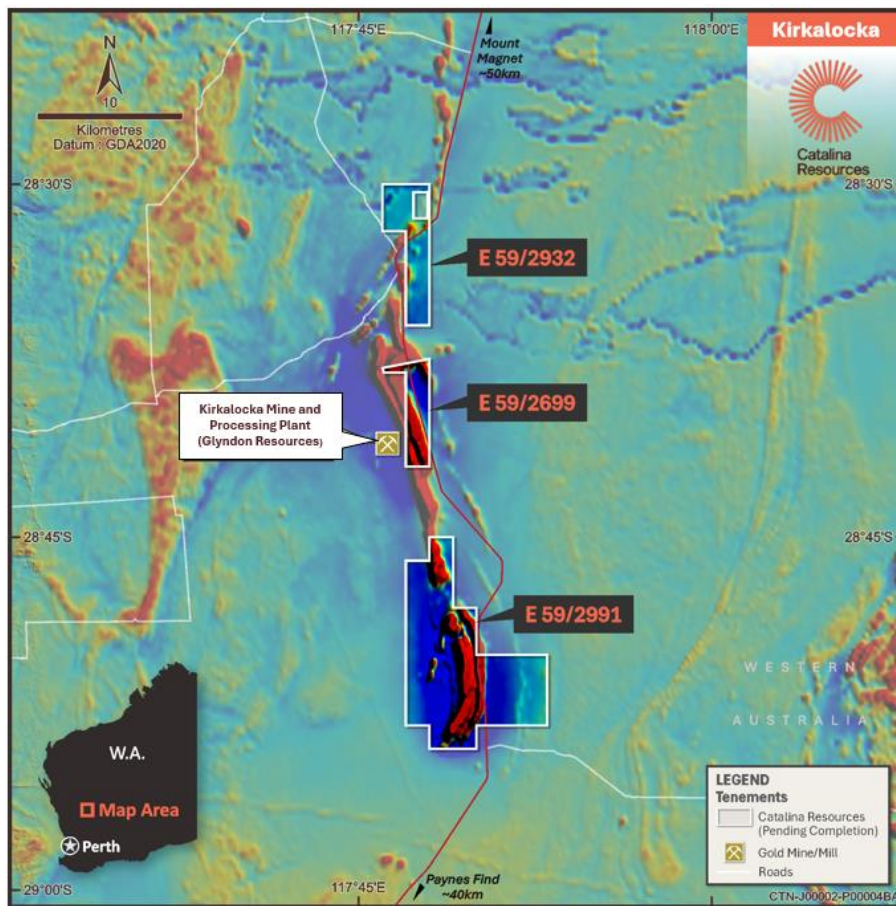 117°45'E
118°00'E
Kirkalocka
N
10
Kilometres
Datum : GDA2020
Mount
Magnet
~50km
Catalina
Resources
28°30'S
28°30'S
E 59/2932
E 59/2699
Kirkalocka Mine and
Processing Plant
(Glyndon Resources)
28°45'S
28°45'S
E 59/2991
WESTERN
AUSTRALIA
W.A.
Map Area
Perth
LEGEND
Tenements
Catalina Resources
(Pending Completion)
Gold Mine/Mill
Roads
29°00'S
117°45'E
Paynes Find
~40km
CTN-J00002-P00004BA